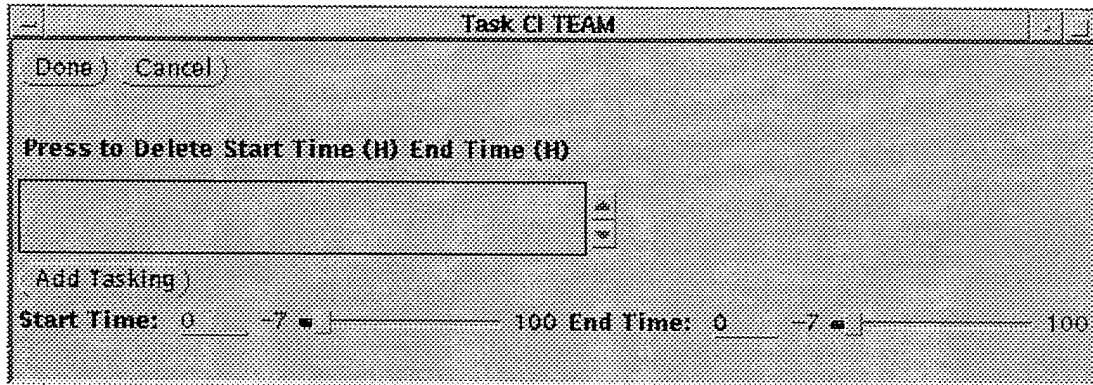 Task CI TEAM
Done Cancel
Press to Delete Start Time (H) End Time (H)
Add Tasking
Start Time: 0 -7 100 End Time: 0 -7 100